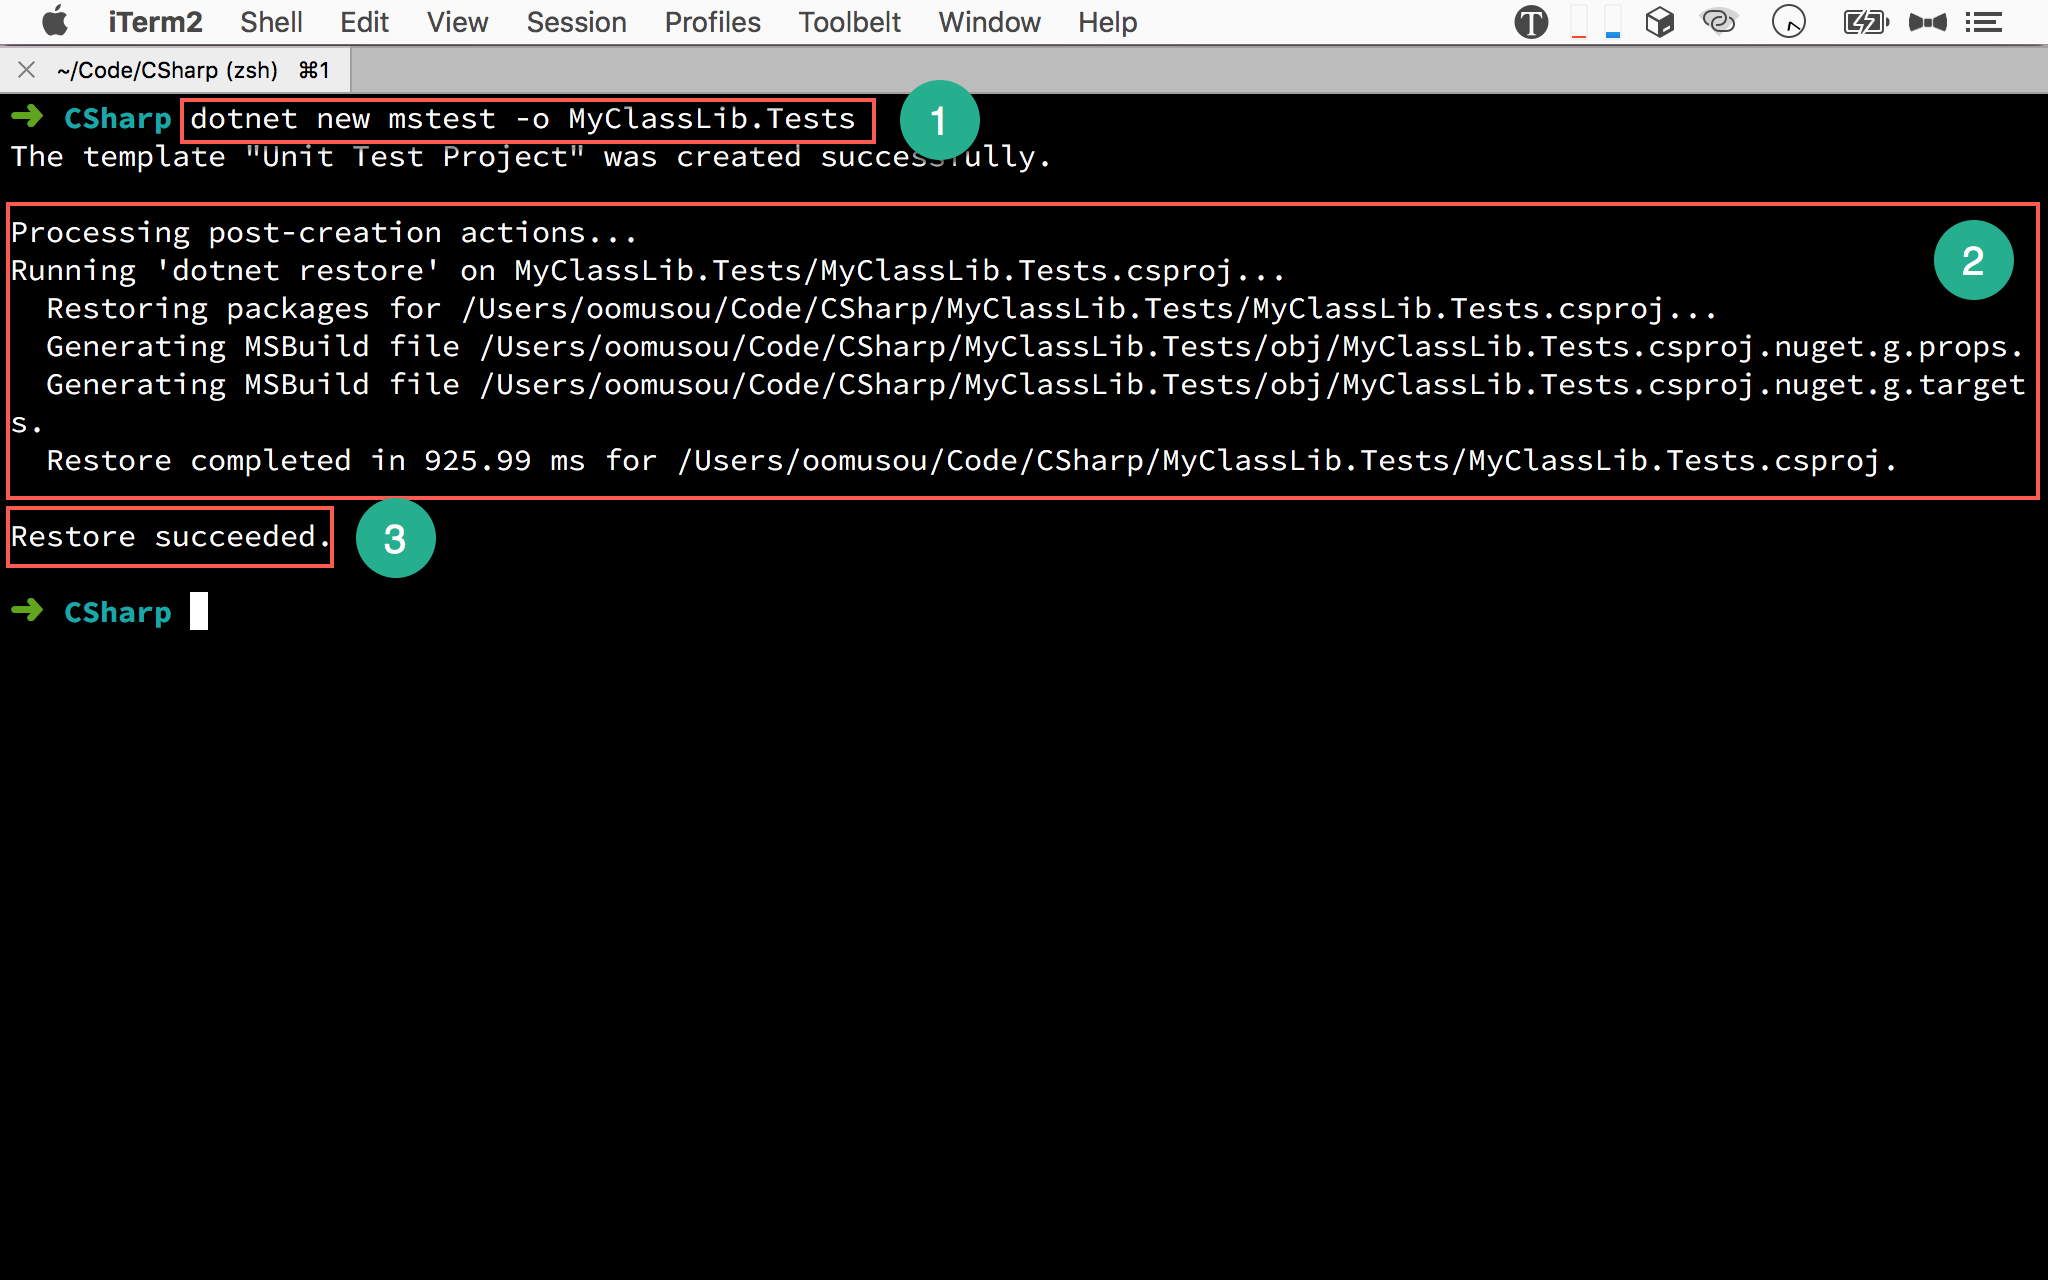 iTerm2 Shell Edit View Session Profiles Toolbelt Window Help
~/Code/CSharp (zsh) ⌘1
➜ CSharp dotnet new mstest -o MyClassLib.Tests 1
The template "Unit Test Project" was created successfully.
Processing post-creation actions...
2
Running 'dotnet restore' on MyClassLib.Tests/MyClassLib.Tests.csproj...
Restoring packages for /Users/oomusou/Code/CSharp/MyClassLib.Tests/MyClassLib.Tests.csproj...
Generating MSBuild file /Users/oomusou/Code/CSharp/MyClassLib.Tests/obj/MyClassLib.Tests.csproj.nuget.g.props.
Generating MSBuild file /Users/oomusou/Code/CSharp/MyClassLib.Tests/obj/MyClassLib.Tests.csproj.nuget.g.target
s.
Restore completed in 925.99 ms for /Users/oomusou/Code/CSharp/MyClassLib.Tests/MyClassLib.Tests.csproj.
Restore succeeded. 3
➜ CSharp